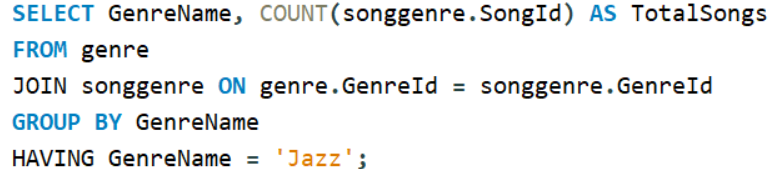 SELECT GenreName, COUNT(songgenre.SongId) AS TotalSongs
FROM genre
JOIN songgenre ON genre.GenreId = songgenre.GenreId
GROUP BY GenreName
HAVING GenreName = 'Jazz';